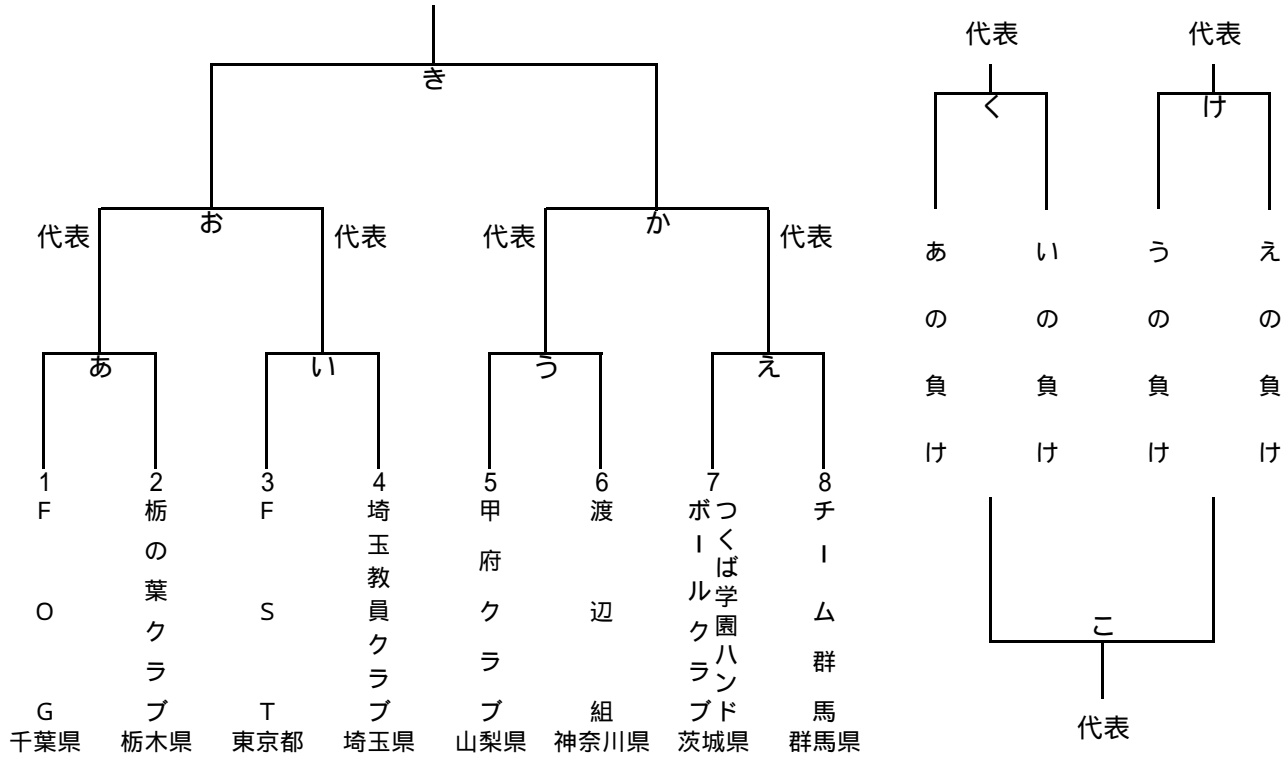 き
お
か
代表
代表
代表
代表
あ
い
う
え
1
2
3
4
5
6
7
8
FOG
栃の葉クラブ
FST
埼玉教員クラブ
甲府クラブ
渡辺組
つくば学園ハンド
ボールクラブ
チーム群馬
千葉県
栃木県
東京都
埼玉県
山梨県
神奈川県
茨城県
群馬県
代表
代表
く
け
あの負け
いの負け
うの負け
えの負け
こ
代表